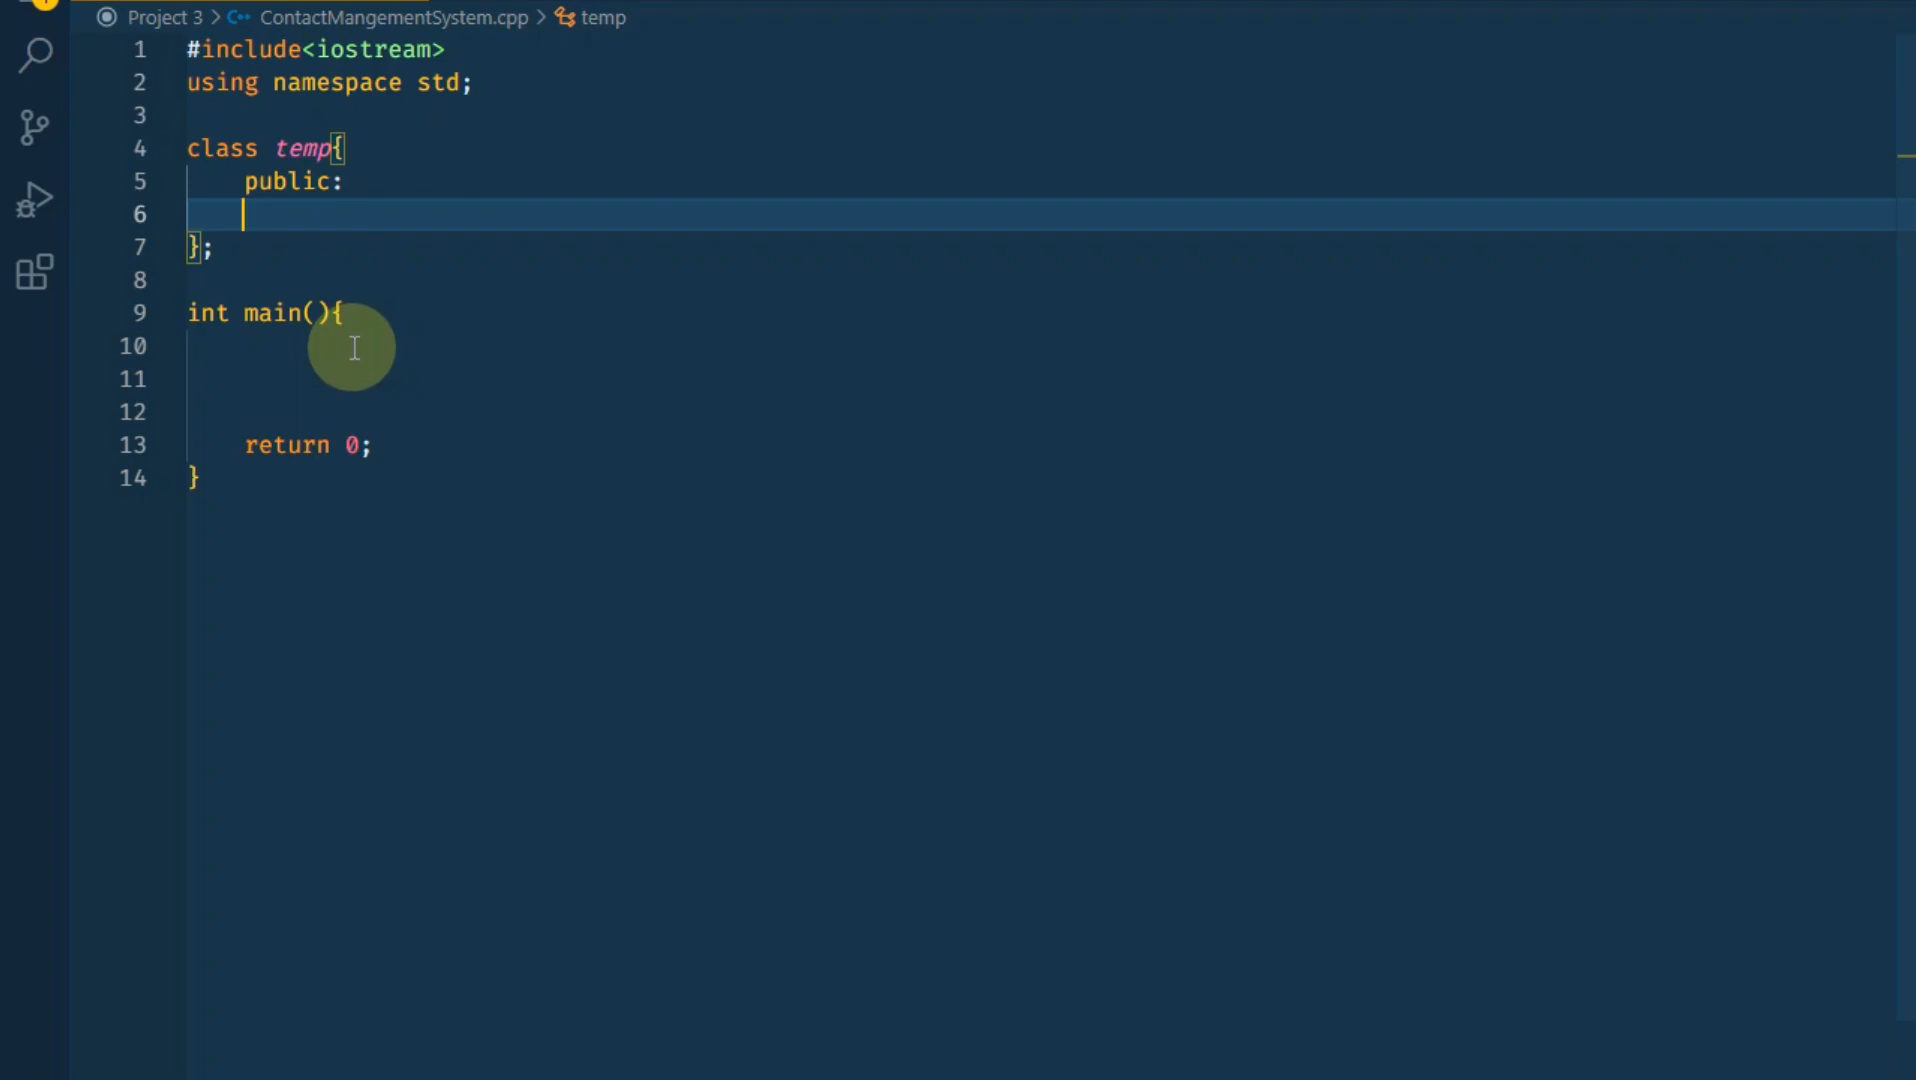 Project 3 > C++ ContactMangementSystem.cpp > temp
1 #include<iostream>
2 using namespace std;
3
4 class temp{
5 public:
6
7 };
8
9 int main(){
10
11
12
13 return 0;
14 }